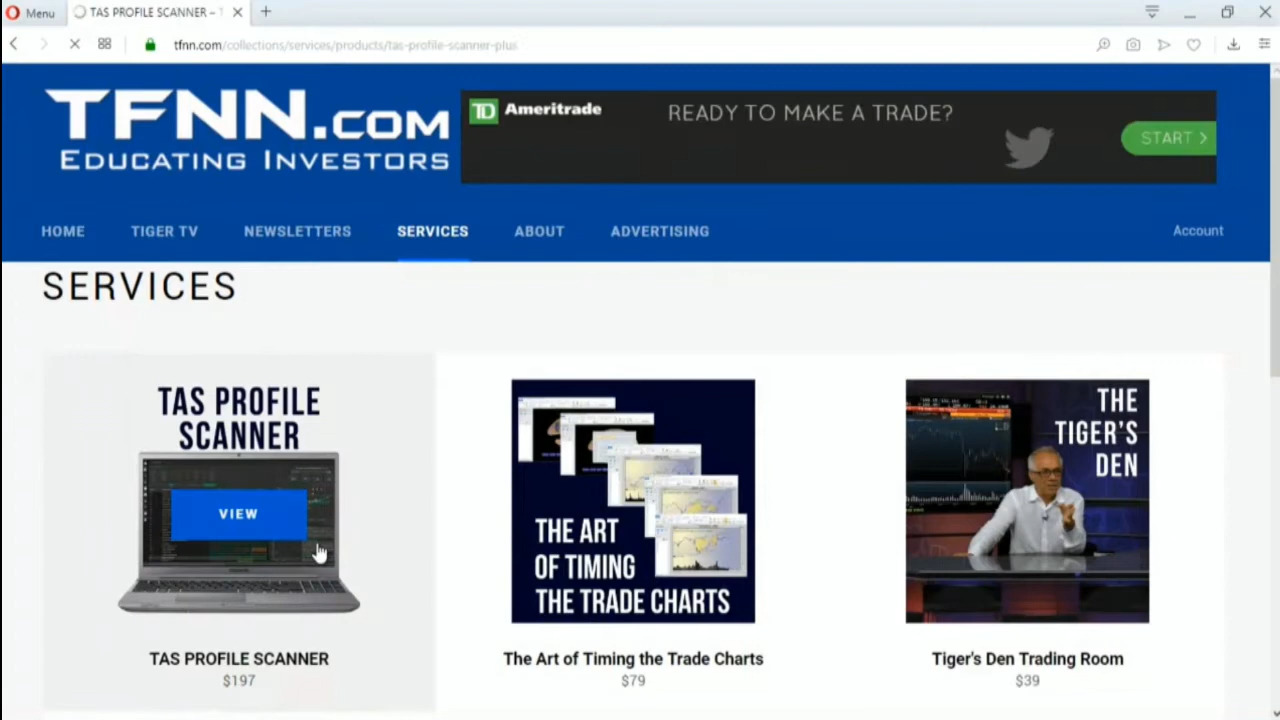 Menu
TAS PROFILE SCANNER –
tfnn.com/collections/services/products/tas-profile-scanner-plus
TFNN.COM
EDUCATING INVESTORS
TD Ameritrade
READY TO MAKE A TRADE?
START >
HOME
TIGER TV
NEWSLETTERS
SERVICES
ABOUT
ADVERTISING
Account
SERVICES
TAS PROFILE
SCANNER
VIEW
THE ART
OF TIMING
THE TRADE CHARTS
THE
TIGER'S
DEN
TAS PROFILE SCANNER
$197
The Art of Timing the Trade Charts
$79
Tiger's Den Trading Room
$39